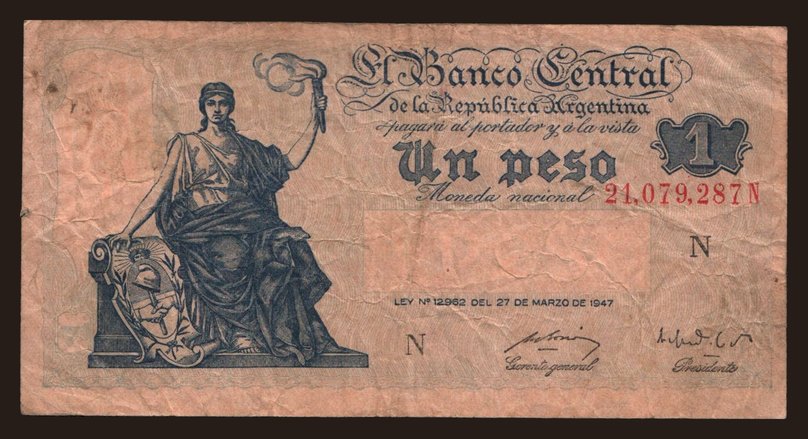 El Banco Central
de la República Argentina
pagará al portador y á la vista
Un peso
1
Moneda nacional
21,079,287N
N
LEY Nº 12962 DEL 27 DE MARZO DE 1947
N
Gerente general
Presidente